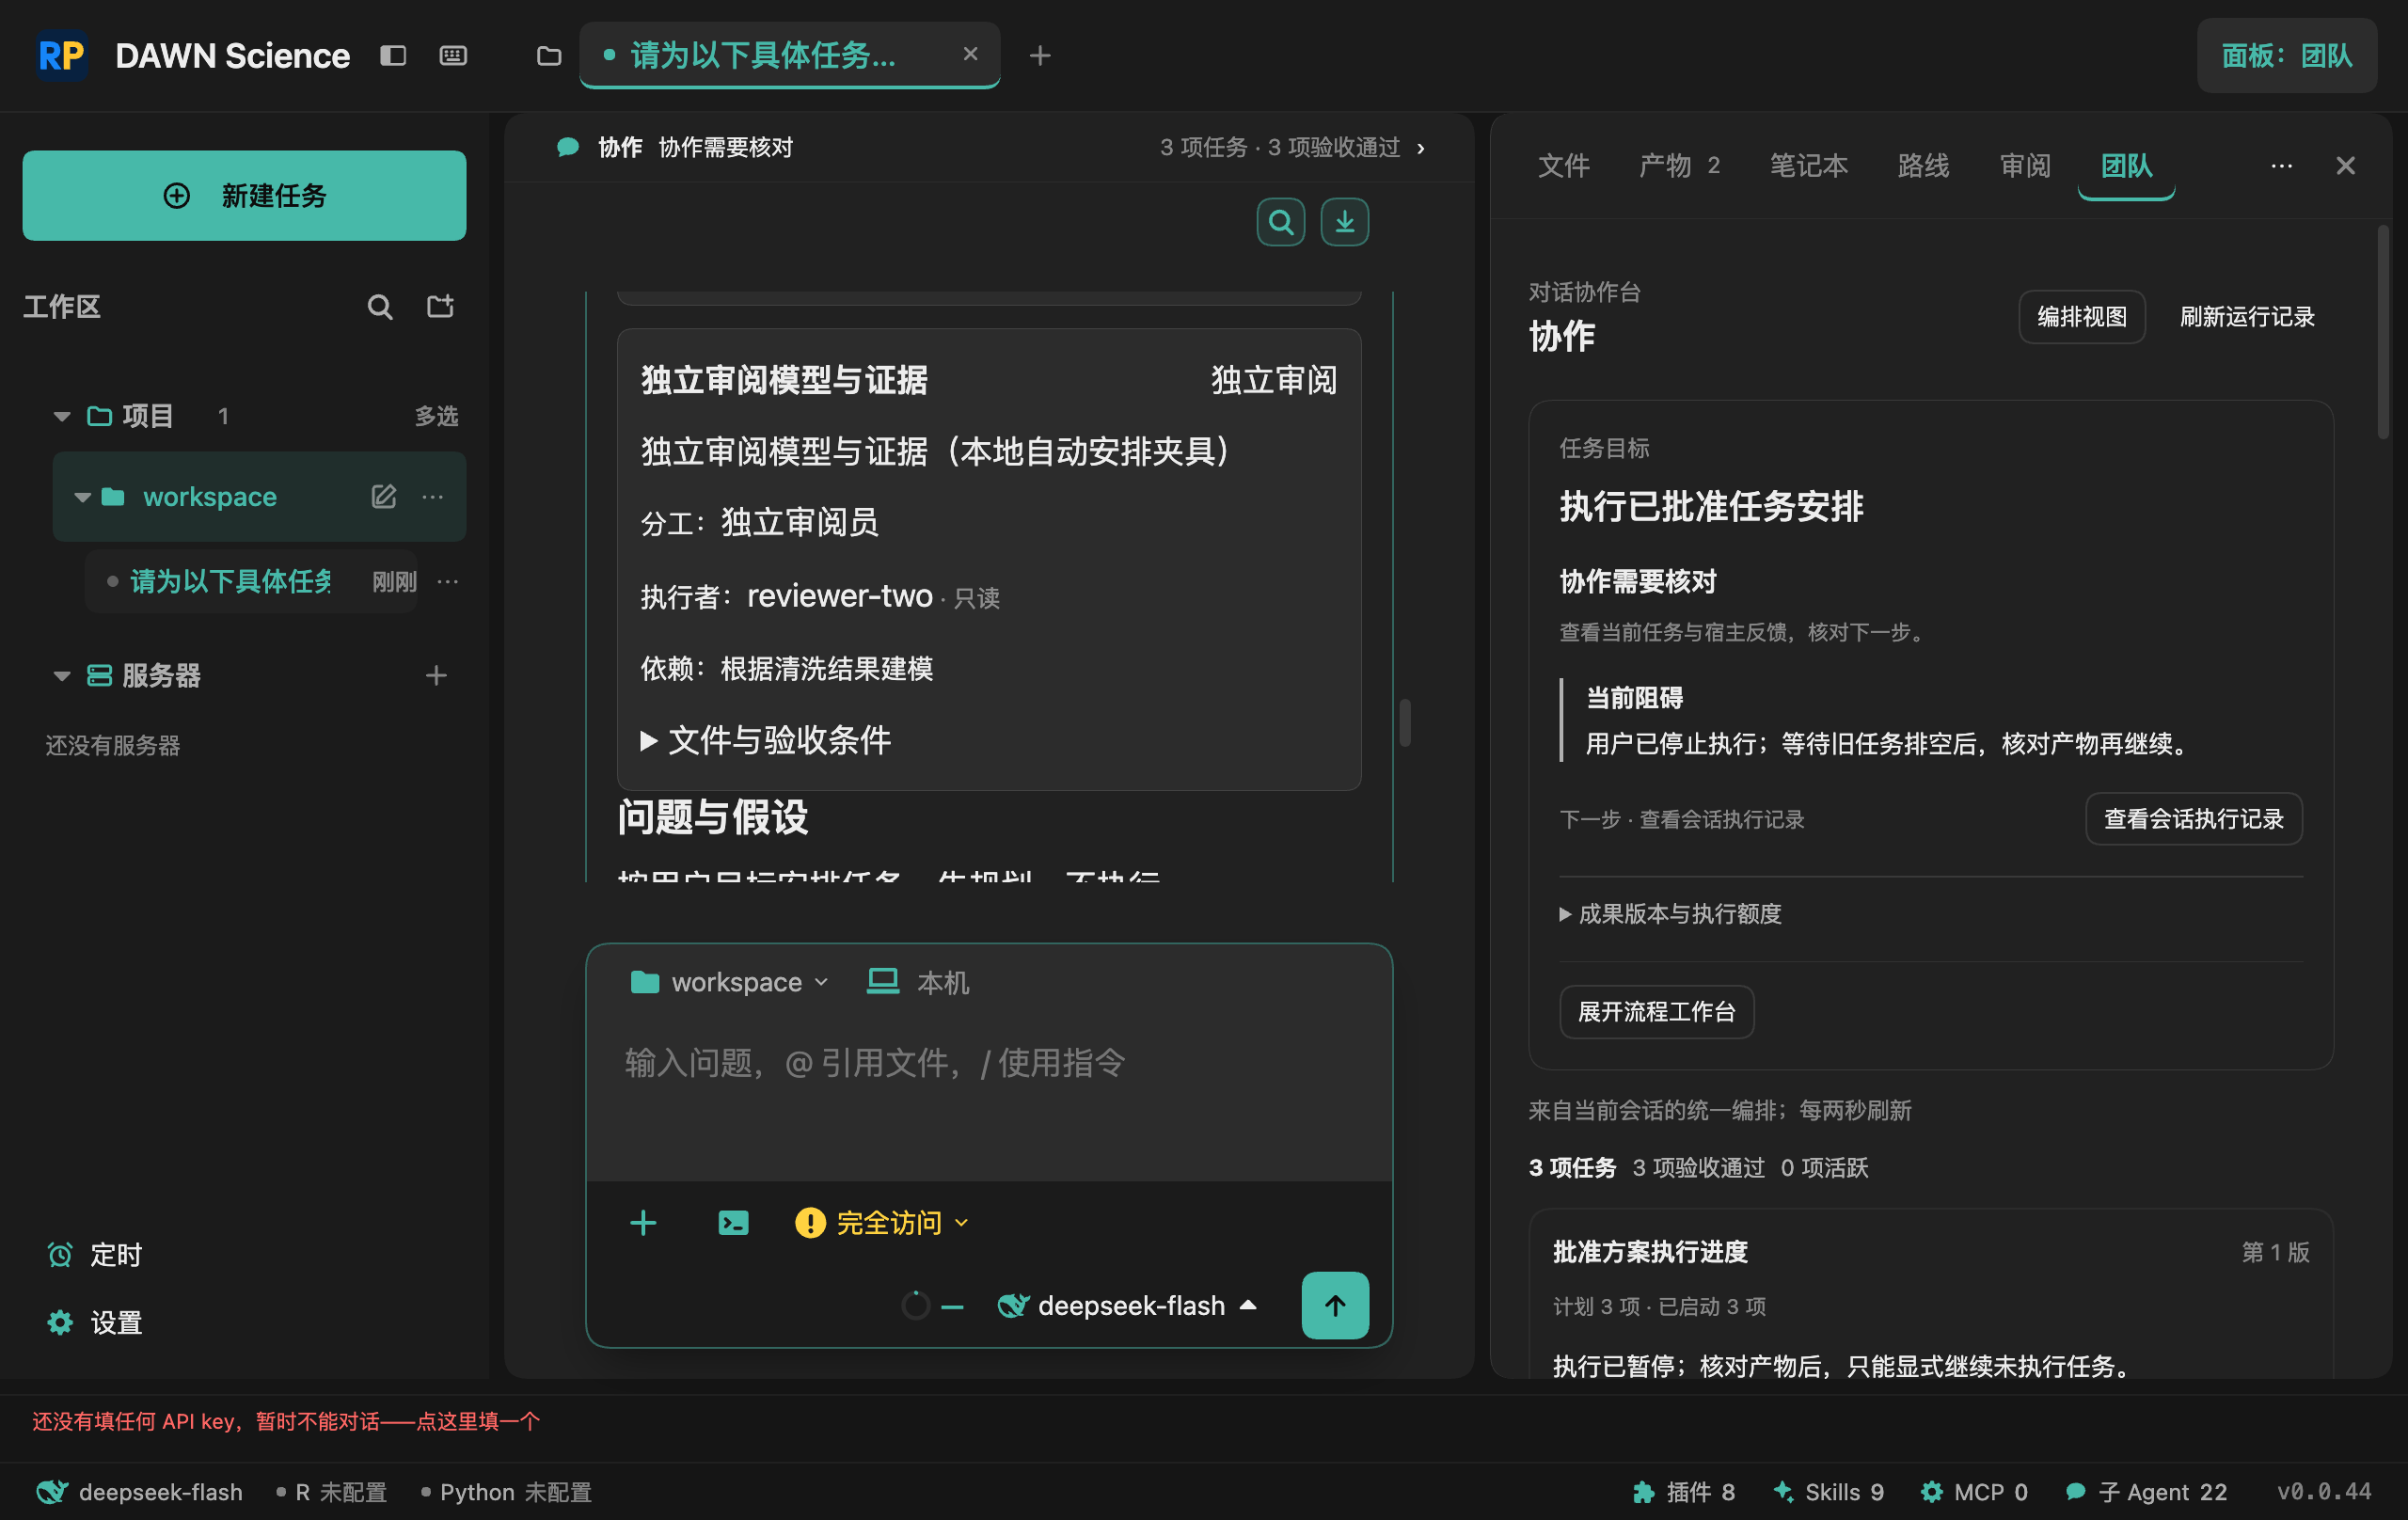 RP DAWN Science
请为以下具体任务...
面板：团队
新建任务
工作区
项目 1 多选
workspace
请为以下具体任务 刚刚
服务器
还没有服务器
定时
设置
协作 协作需要核对 3 项任务 · 3 项验收通过
独立审阅模型与证据 独立审阅
独立审阅模型与证据（本地自动安排夹具）
分工：独立审阅员
执行者：reviewer-two · 只读
依赖：根据清洗结果建模
文件与验收条件
问题与假设
按用户目标安排任务，先规划，不执行
workspace 本机
输入问题，@ 引用文件，/ 使用指令
完全访问
deepseek-flash
文件 产物 2 笔记本 路线 审阅 团队
对话协作台
协作
编排视图 刷新运行记录
任务目标
执行已批准任务安排
协作需要核对
查看当前任务与宿主反馈，核对下一步。
当前阻碍
用户已停止执行；等待旧任务排空后，核对产物再继续。
下一步 · 查看会话执行记录 查看会话执行记录
成果版本与执行额度
展开流程工作台
来自当前会话的统一编排；每两秒刷新
3 项任务 3 项验收通过 0 项活跃
批准方案执行进度 第 1 版
计划 3 项 · 已启动 3 项
执行已暂停；核对产物后，只能显式继续未执行任务。
还没有填任何 API key，暂时不能对话——点这里填一个
deepseek-flash R 未配置 Python 未配置
插件 8 Skills 9 MCP 0 子 Agent 22 v0.0.44